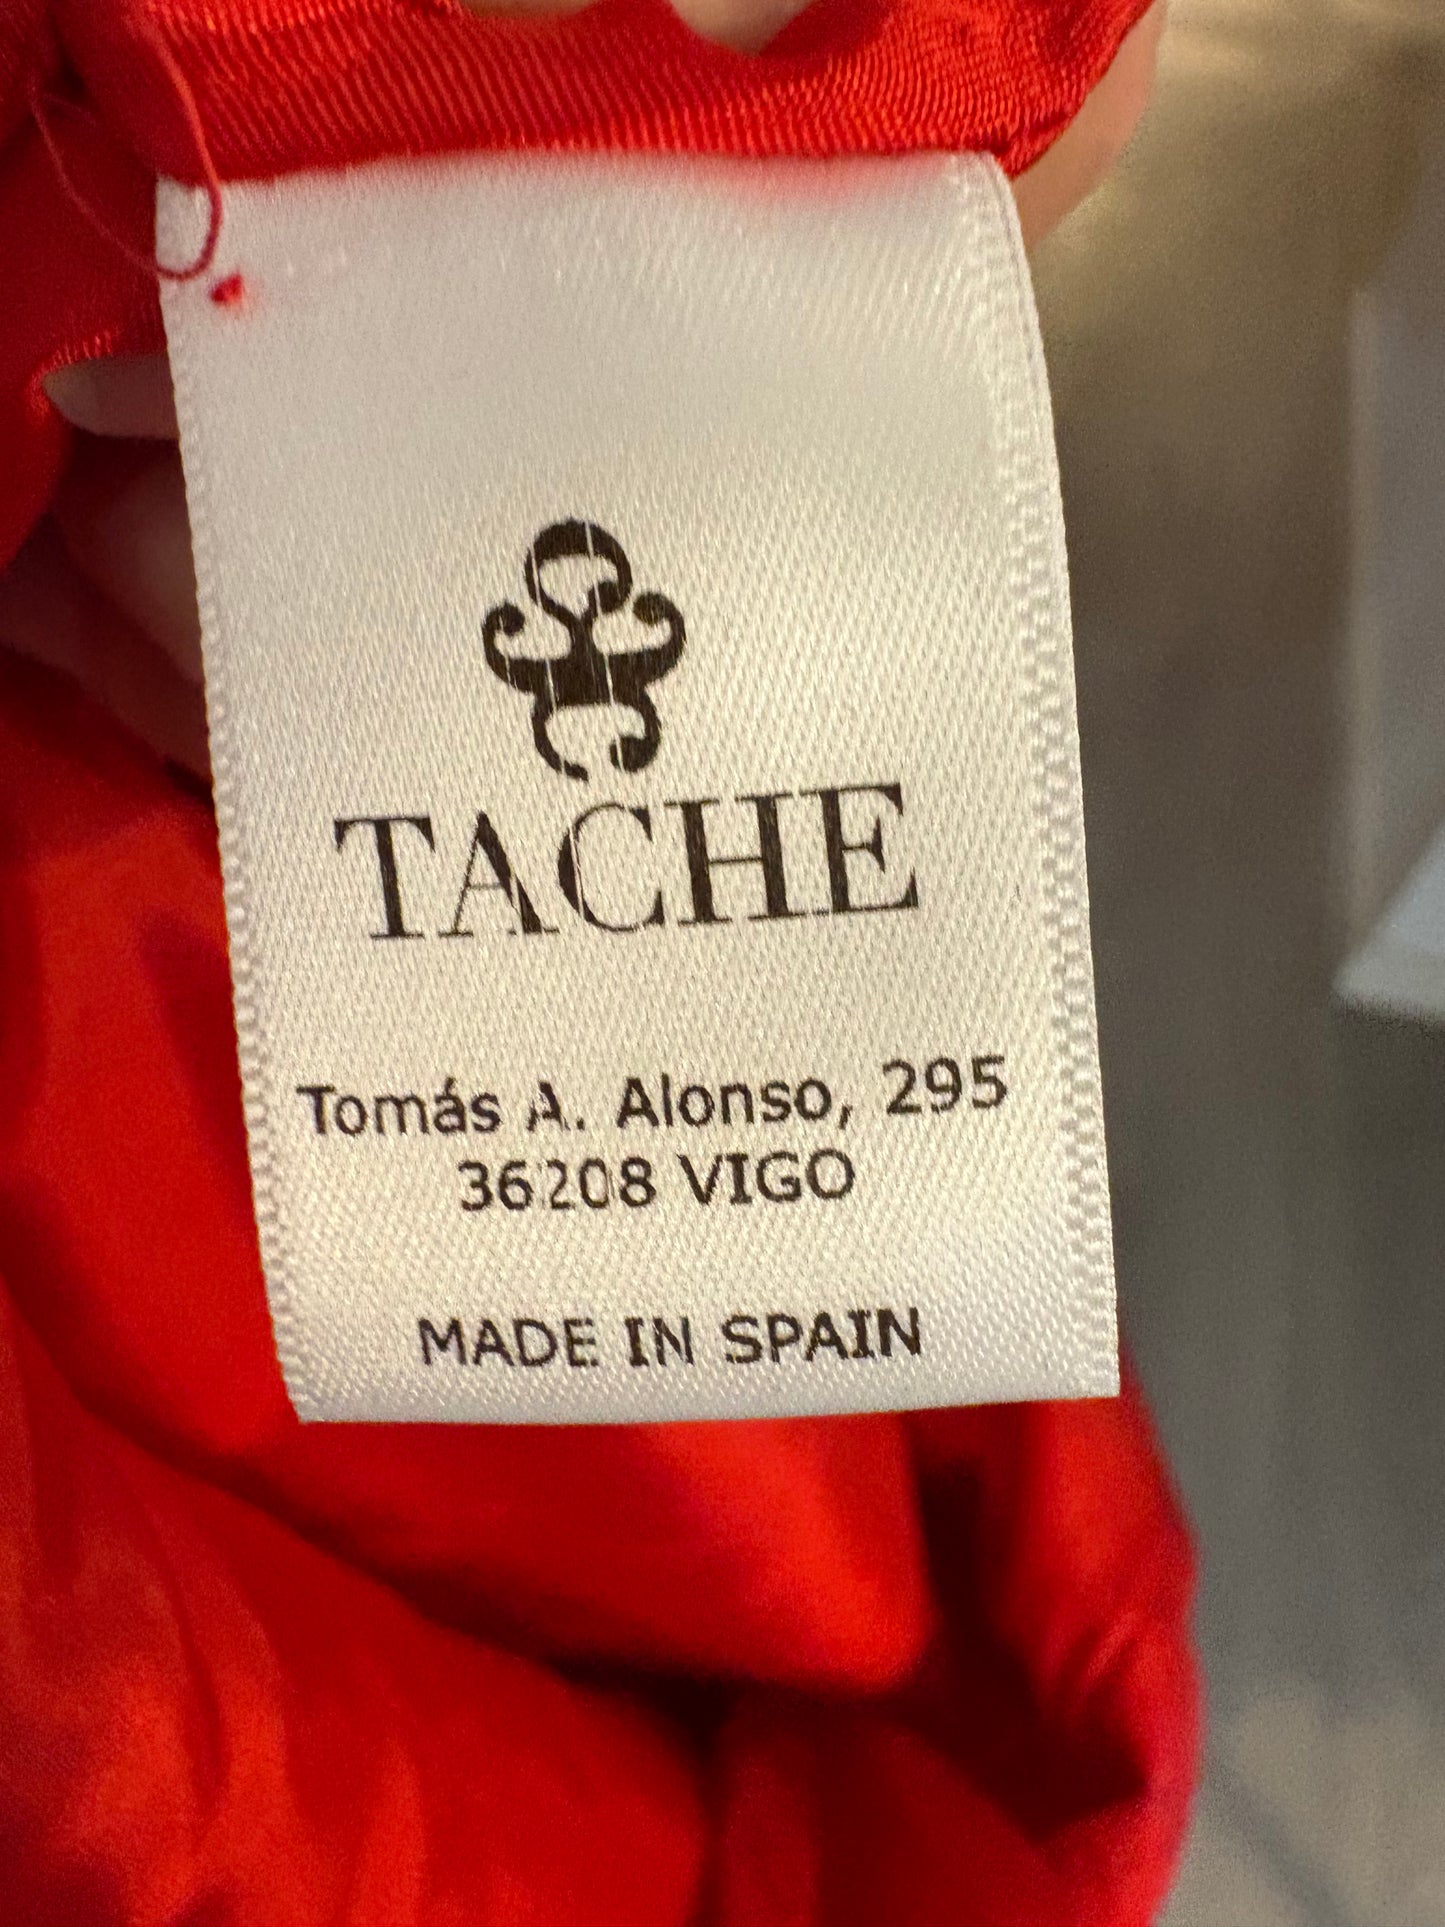 TACHE
Tomás A. Alonso, 295
36208 VIGO
MADE IN SPAIN